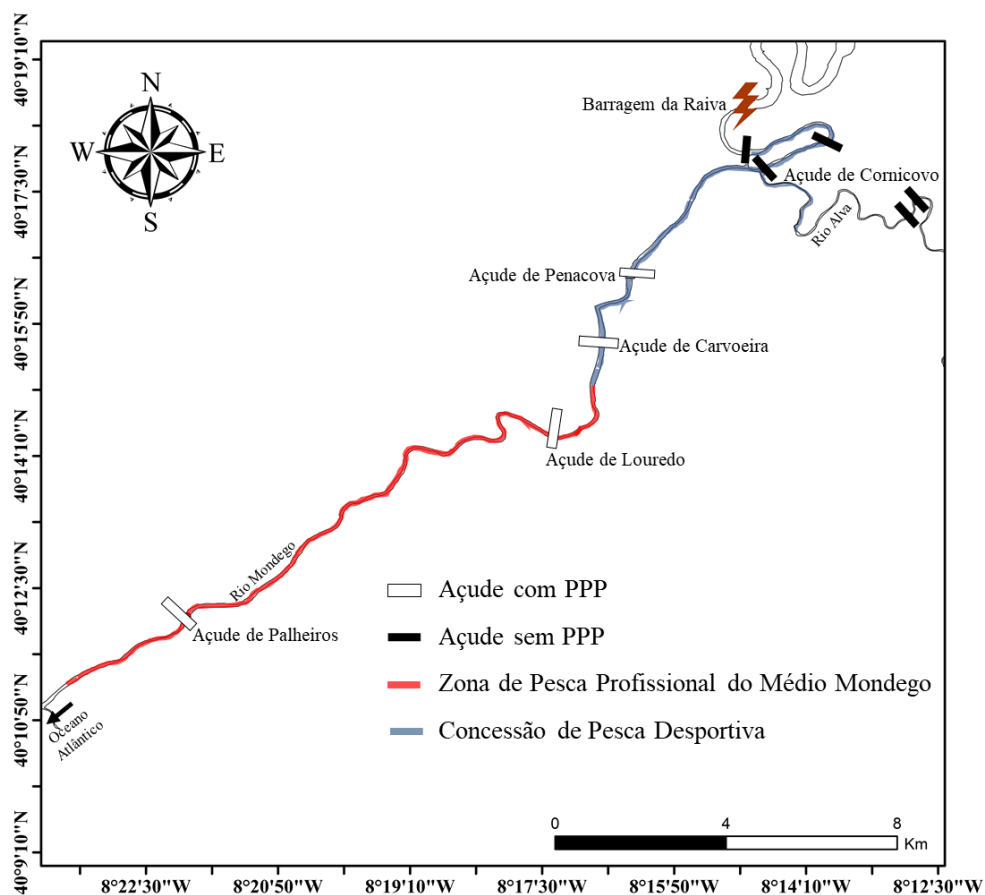 N
W
E
S
Barragem da Raiva
Açude de Cornicovo
Rio Alva
Açude de Penacova
Açude de Carvoeira
Açude de Louredo
Rio Mondego
Açude de Palheiros
Oceano
Atlântico
Açude com PPP
Açude sem PPP
Zona de Pesca Profissional do Médio Mondego
Concessão de Pesca Desportiva
0 4 8
Km
40°19'10"N
40°17'30"N
40°15'50"N
40°14'10"N
40°12'30"N
40°10'50"N
40°9'10"N
8°22'30"W 8°20'50"W 8°19'10"W 8°17'30"W 8°15'50"W 8°14'10"W 8°12'30"W